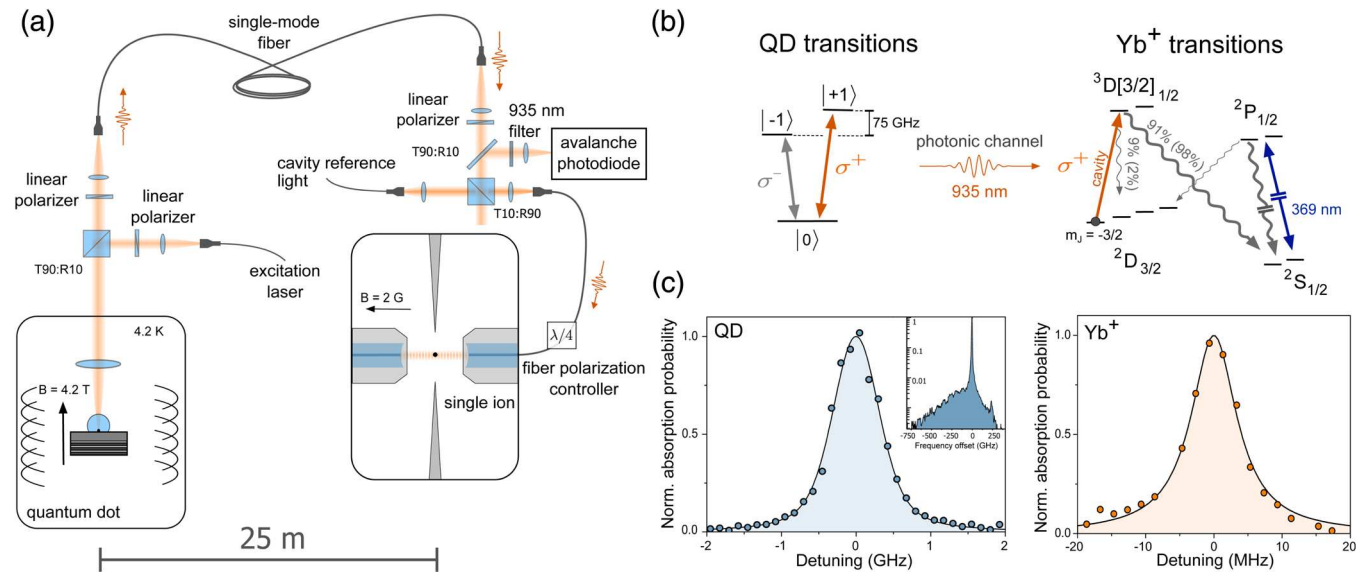 (a)
single-mode
fiber
linear
polarizer
935 nm
filter
T90:R10
avalanche
photodiode
cavity reference
light
T10:R90
linear
polarizer
linear
polarizer
T90:R10
excitation
laser
4.2 K
B = 4.2 T
quantum dot
B = 2 G
λ/4
fiber polarization
controller
single ion
25 m
(b)
QD transitions
|-1⟩
|+1⟩
75 GHz
σ⁻
σ⁺
|0⟩
photonic channel
935 nm
Yb⁺ transitions
³D[3/2]₁/₂
²P₁/₂
σ⁺
cavity
9% (2%)
91% (98%)
369 nm
mJ = -3/2
²D₃/₂
²S₁/₂
(c)
QD
Norm. absorption probability
1.0
0.5
0.0
-2
-1
0
1
2
Detuning (GHz)
1
0.1
0.01
-750
-500
-250
0
250
Frequency offset (GHz)
Yb⁺
Norm. absorption probability
1.0
0.5
0.0
-20
-10
0
10
20
Detuning (MHz)